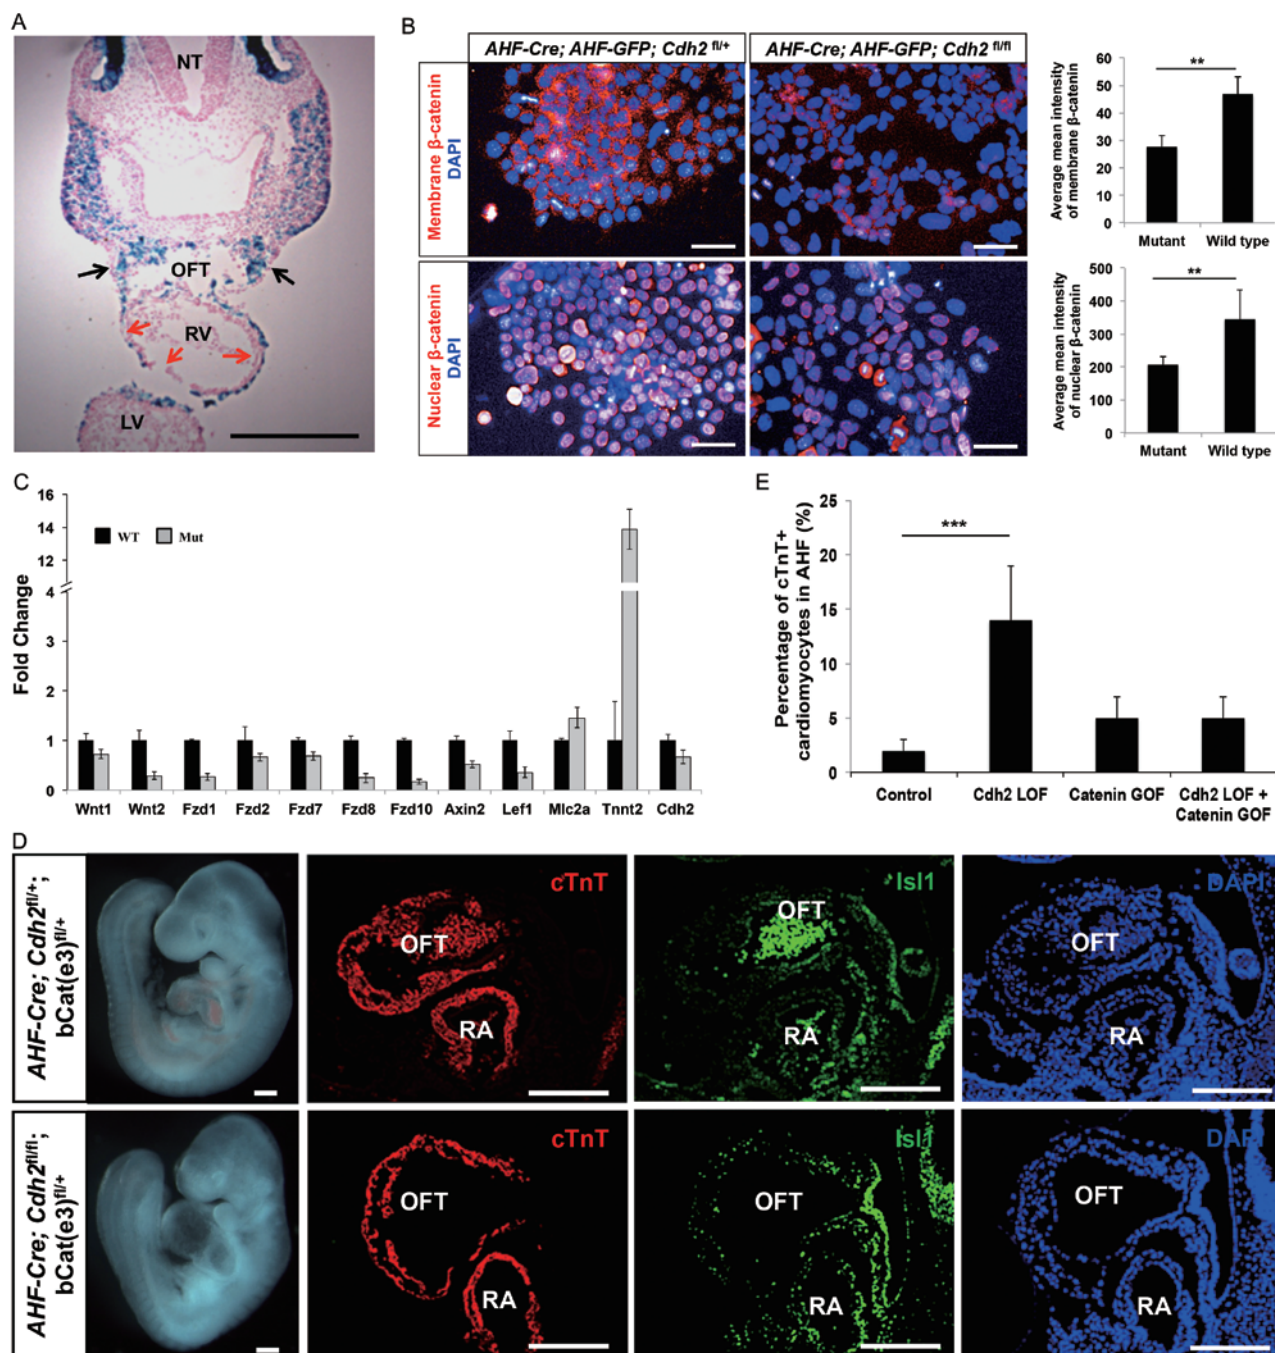 A
NT
OFT
RV
LV
B
AHF-Cre; AHF-GFP; Cdh2 fl/+
AHF-Cre; AHF-GFP; Cdh2 fl/fl
Membrane β-catenin
DAPI
Nuclear β-catenin
DAPI
Average mean intensity
of membrane β-catenin
60
50
40
30
20
10
0
**
Mutant
Wild type
Average mean intensity
of nuclear β-catenin
500
400
300
200
100
0
**
Mutant
Wild type
C
Fold Change
16
14
12
4
3
2
1
0
WT
Mut
Wnt1
Wnt2
Fzd1
Fzd2
Fzd7
Fzd8
Fzd10
Axin2
Lef1
Mlc2a
Tnnt2
Cdh2
E
Percentage of cTnT+
cardiomyocytes in AHF (%)
25
20
15
10
5
0
***
Control
Cdh2 LOF
Catenin GOF
Cdh2 LOF +
Catenin GOF
D
AHF-Cre; Cdh2fl/+;
bCat(e3)fl/+
cTnT
OFT
RA
Isl1
OFT
RA
DAPI
OFT
RA
AHF-Cre; Cdh2fl/fl;
bCat(e3)fl/+
cTnT
OFT
RA
Isl1
OFT
RA
DAPI
OFT
RA